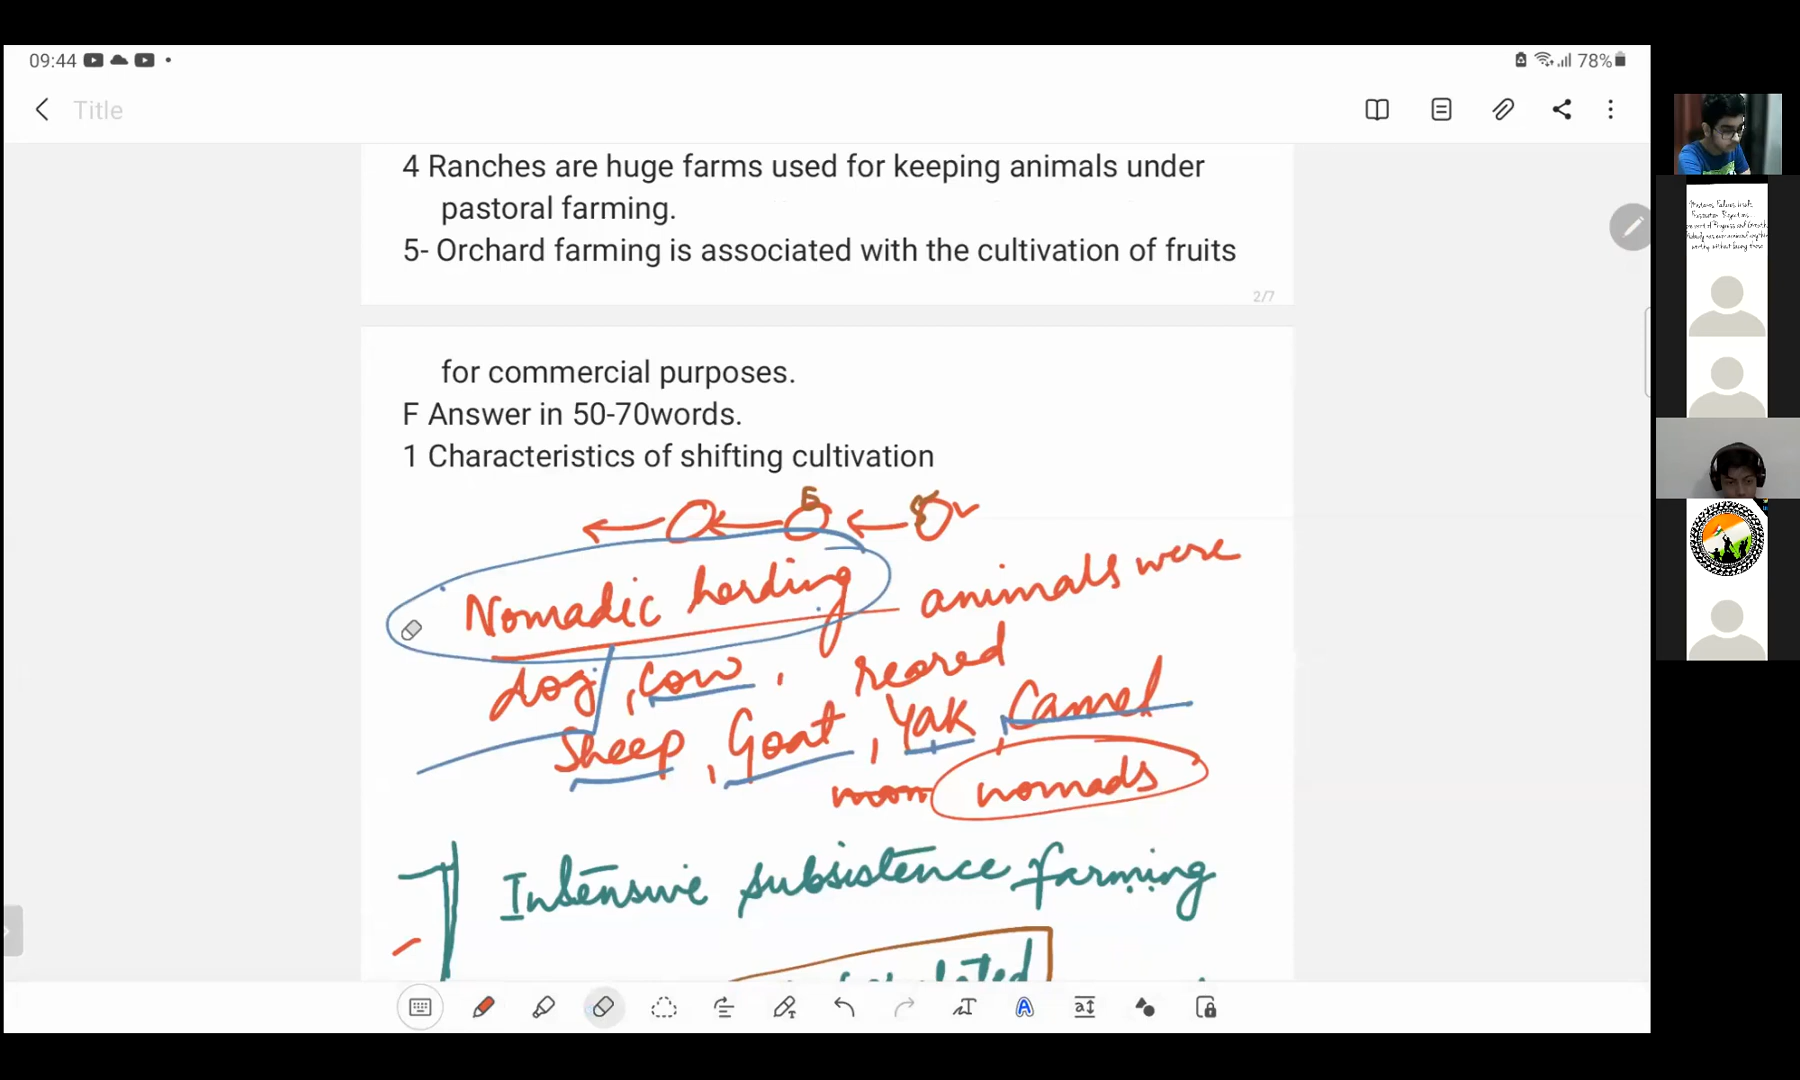 09:44
78%
Title
4 Ranches are huge farms used for keeping animals under
pastoral farming.
5- Orchard farming is associated with the cultivation of fruits
2/7
for commercial purposes.
F Answer in 50-70words.
1 Characteristics of shifting cultivation
Nomadic herding animals were
dog, cow, reared
Sheep, Goat, Yak, Camel
nomads
Intensive subsistence farming